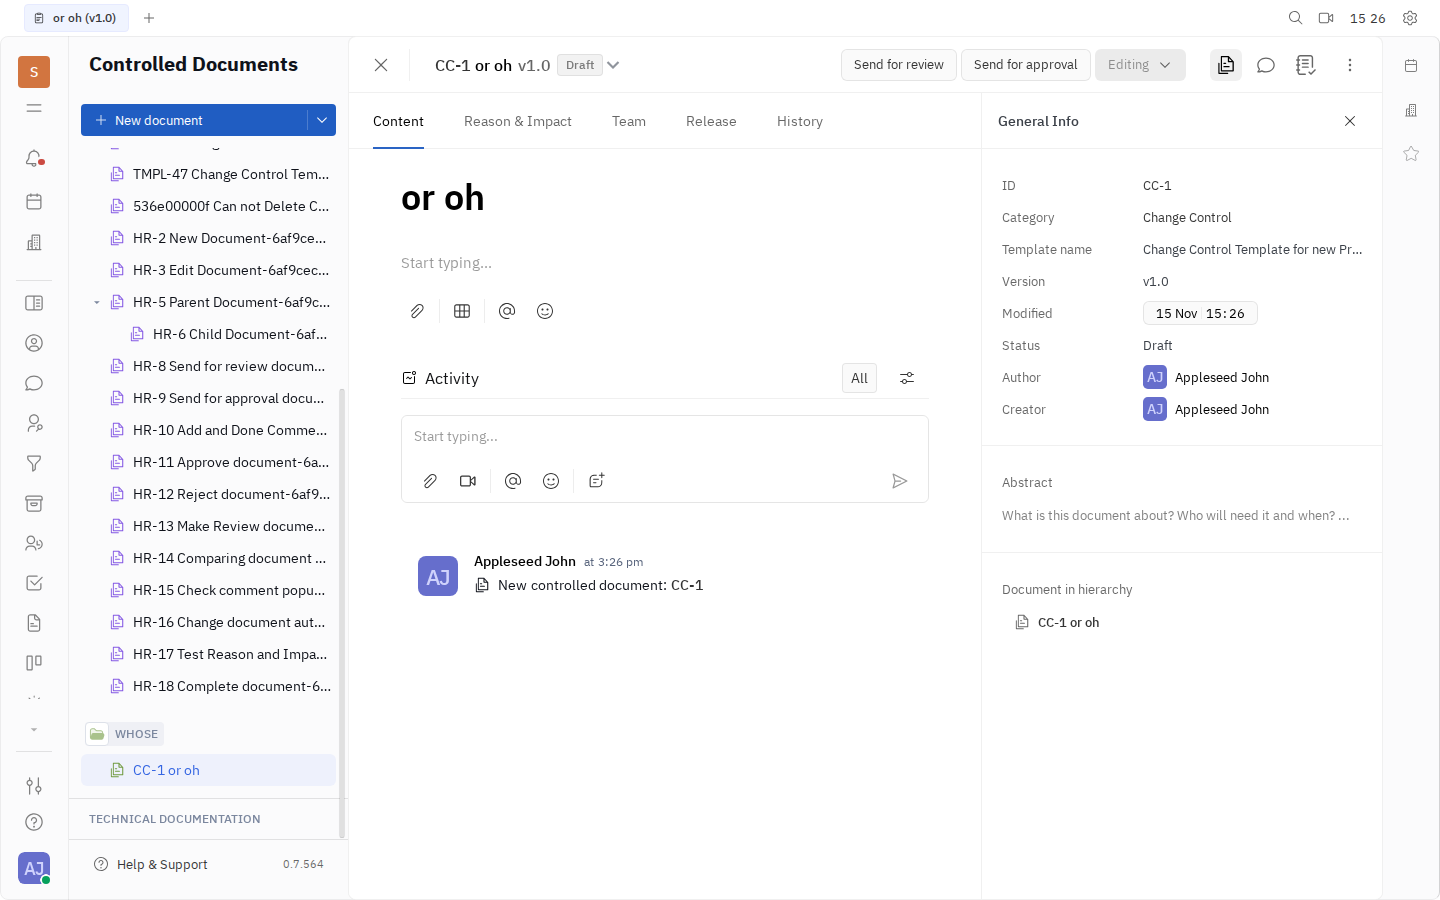 or oh (v1.0)
15 26
S
Controlled Documents
New document
TMPL-47 Change Control Tem...
536e00000f Can not Delete C...
HR-2 New Document-6af9ce...
HR-3 Edit Document-6af9cec...
HR-5 Parent Document-6af9c...
HR-6 Child Document-6af...
HR-8 Send for review docum...
HR-9 Send for approval docu...
HR-10 Add and Done Comme...
HR-11 Approve document-6a...
HR-12 Reject document-6af9...
HR-13 Make Review docume...
HR-14 Comparing document ...
HR-15 Check comment popu...
HR-16 Change document aut...
HR-17 Test Reason and Impa...
HR-18 Complete document-6...
WHOSE
CC-1 or oh
TECHNICAL DOCUMENTATION
Help & Support
0.7.564
AJ
CC-1 or oh v1.0 Draft
Send for review
Send for approval
Editing
Content
Reason & Impact
Team
Release
History
or oh
Start typing...
Activity
All
Start typing...
AJ
Appleseed John at 3:26 pm
New controlled document: CC-1
General Info
ID CC-1
Category Change Control
Template name Change Control Template for new Pr...
Version v1.0
Modified 15 Nov 15:26
Status Draft
Author AJ Appleseed John
Creator AJ Appleseed John
Abstract
What is this document about? Who will need it and when? ...
Document in hierarchy
CC-1 or oh